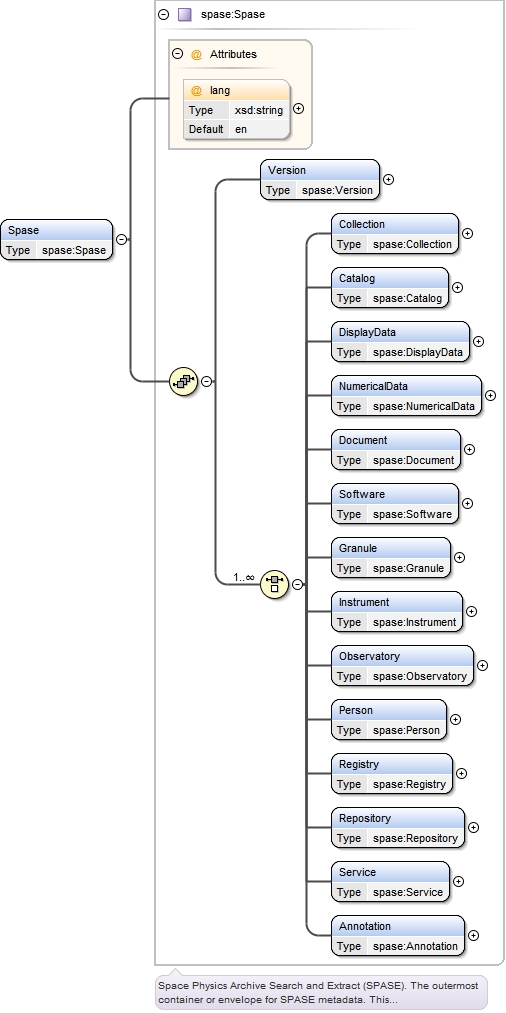 spase:Spase
@ Attributes
@ lang
Type xsd:string
Default en
Version
Type spase:Version
Spase
Type spase:Spase
Collection
Type spase:Collection
Catalog
Type spase:Catalog
DisplayData
Type spase:DisplayData
NumericalData
Type spase:NumericalData
Document
Type spase:Document
Software
Type spase:Software
1..∞
Granule
Type spase:Granule
Instrument
Type spase:Instrument
Observatory
Type spase:Observatory
Person
Type spase:Person
Registry
Type spase:Registry
Repository
Type spase:Repository
Service
Type spase:Service
Annotation
Type spase:Annotation
Space Physics Archive Search and Extract (SPASE). The outermost
container or envelope for SPASE metadata. This...